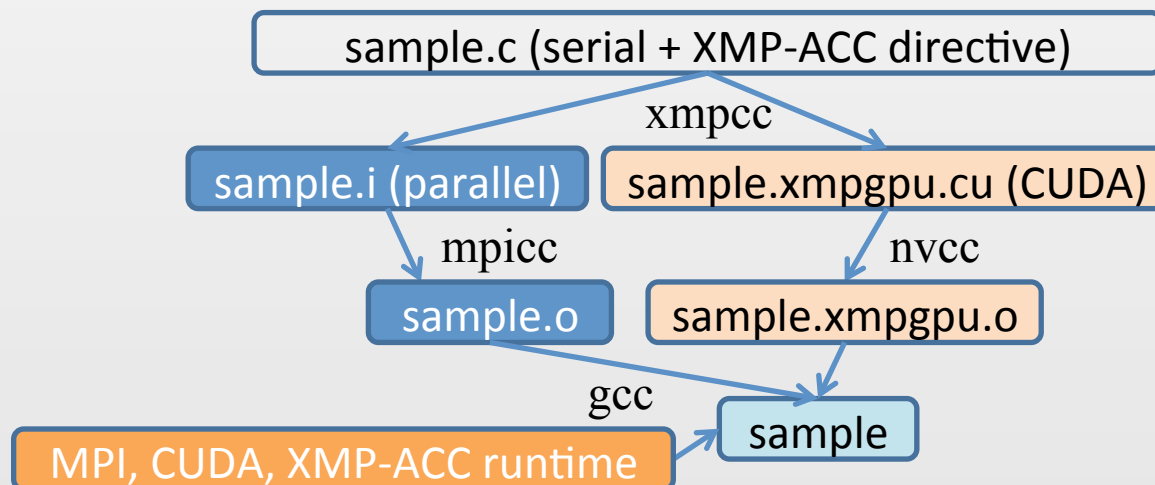 sample.c (serial + XMP-ACC directive)
xmpcc
sample.i (parallel)
sample.xmpgpu.cu (CUDA)
mpicc
nvcc
sample.o
sample.xmpgpu.o
gcc
sample
MPI, CUDA, XMP-ACC runtime